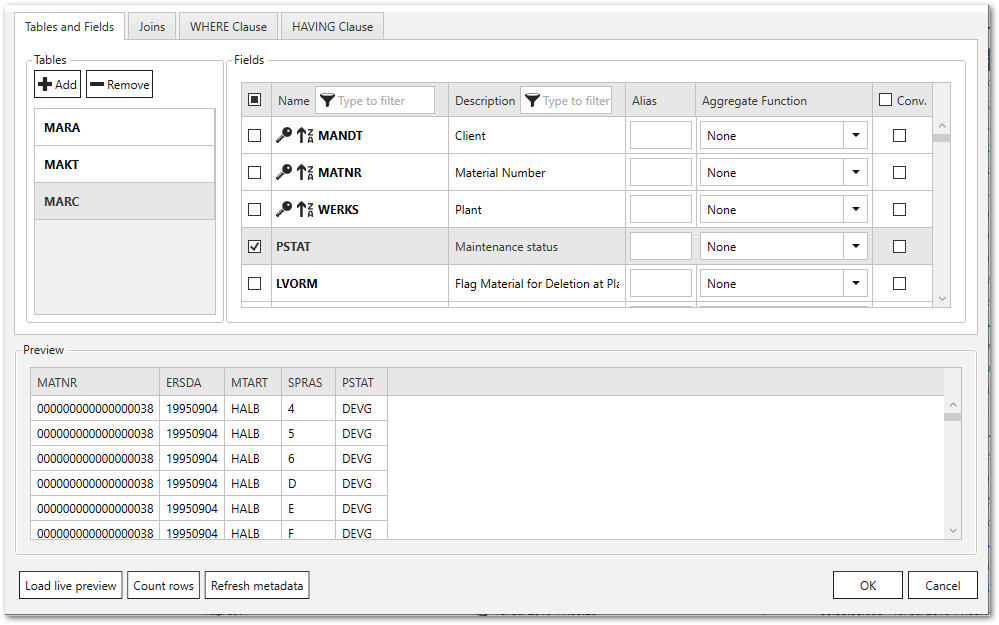 Tables and Fields Joins WHERE Clause HAVING Clause
Tables
Add Remove
MARA
MAKT
MARC
Fields
Name Type to filter Description Type to filter Alias Aggregate Function Conv.
MANDT Client None
MATNR Material Number None
WERKS Plant None
PSTAT Maintenance status None
LVORM Flag Material for Deletion at Pla None
Preview
MATNR ERSDA MTART SPRAS PSTAT
000000000000000038 19950904 HALB 4 DEVG
000000000000000038 19950904 HALB 5 DEVG
000000000000000038 19950904 HALB 6 DEVG
000000000000000038 19950904 HALB D DEVG
000000000000000038 19950904 HALB E DEVG
000000000000000038 19950904 HALB F DEVG
Load live preview Count rows Refresh metadata OK Cancel